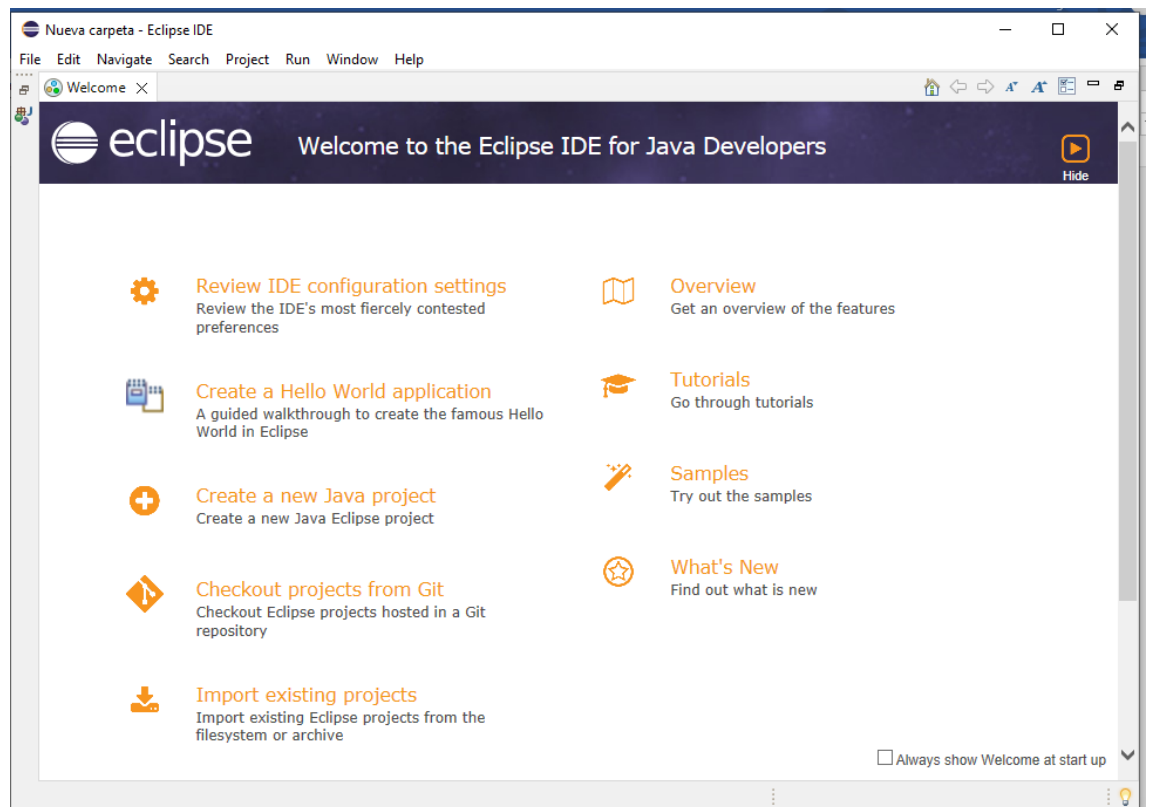 Nueva carpeta - Eclipse IDE
File Edit Navigate Search Project Run Window Help
Welcome
eclipse Welcome to the Eclipse IDE for Java Developers
Hide
Review IDE configuration settings
Review the IDE's most fiercely contested
preferences
Create a Hello World application
A guided walkthrough to create the famous Hello
World in Eclipse
Create a new Java project
Create a new Java Eclipse project
Checkout projects from Git
Checkout Eclipse projects hosted in a Git
repository
Import existing projects
Import existing Eclipse projects from the
filesystem or archive
Overview
Get an overview of the features
Tutorials
Go through tutorials
Samples
Try out the samples
What's New
Find out what is new
Always show Welcome at start up